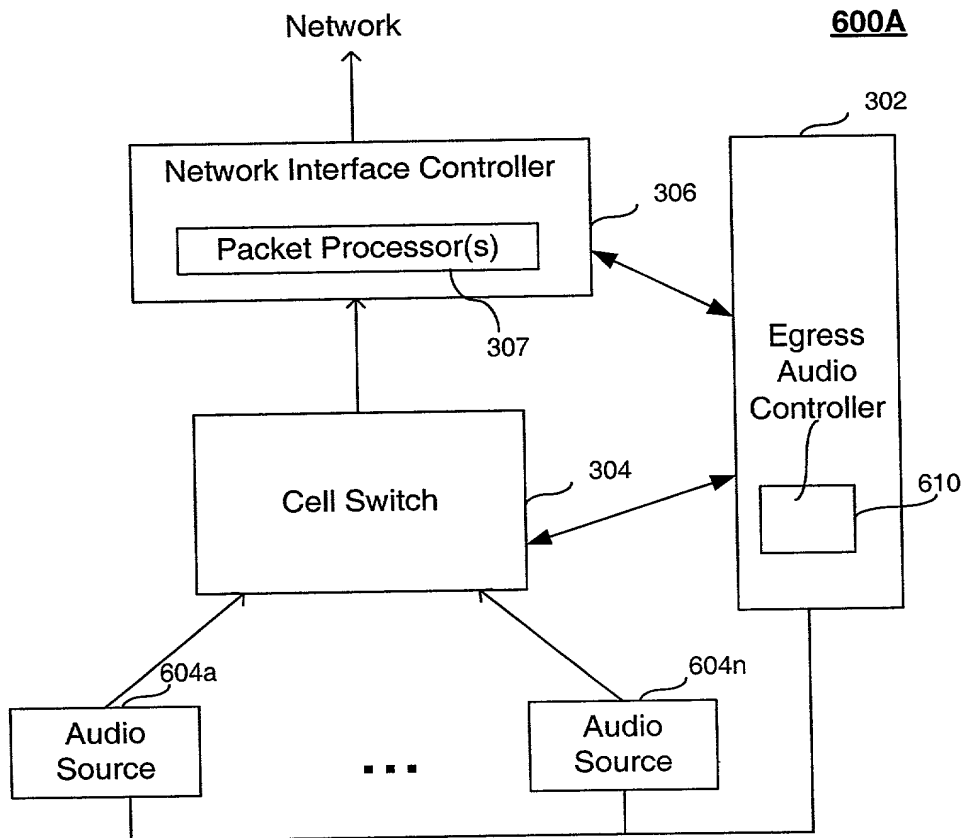 600A
Network
302
Network Interface Controller
306
Packet Processor(s)
307
Egress
Audio
Controller
304
Cell Switch
610
604a
604n
Audio
Source
...
Audio
Source